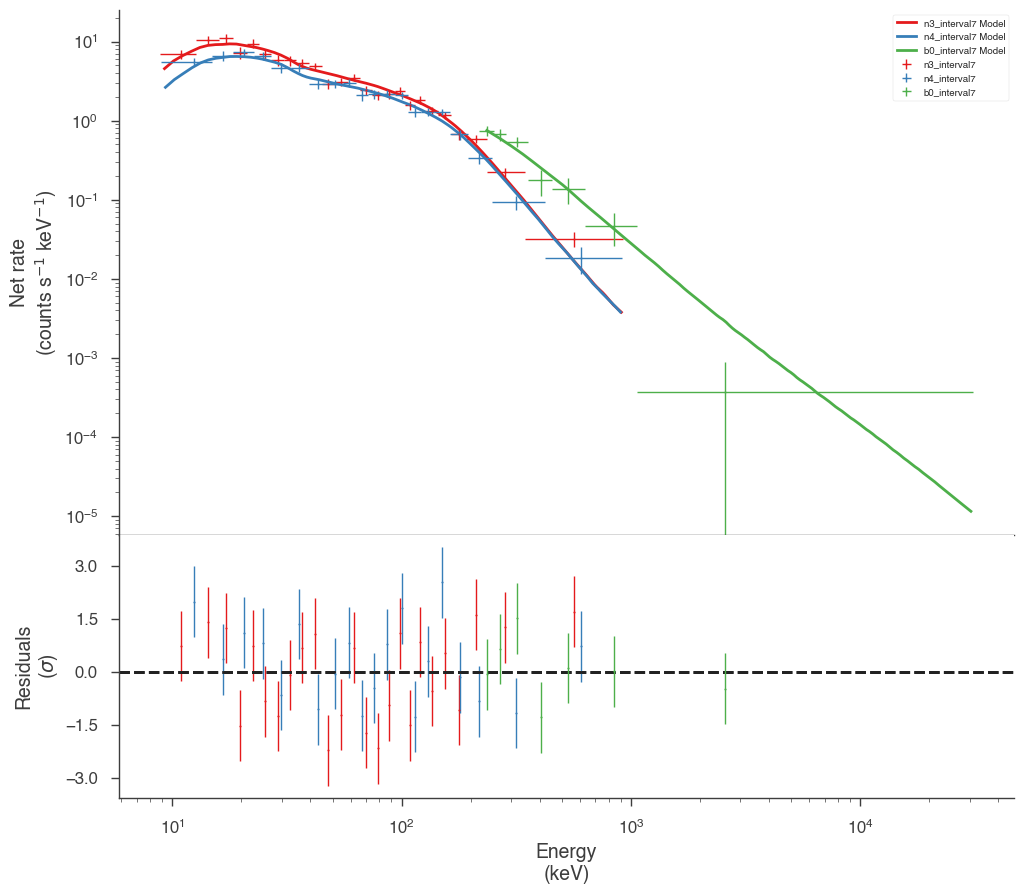 n3_interval7 Model
n4_interval7 Model
b0_interval7 Model
n3_interval7
n4_interval7
b0_interval7
Net rate
(counts s⁻¹ keV⁻¹)
10¹
10⁰
10⁻¹
10⁻²
10⁻³
10⁻⁴
10⁻⁵
Residuals
(σ)
3.0
1.5
0.0
−1.5
−3.0
10¹ 10² 10³ 10⁴
Energy
(keV)